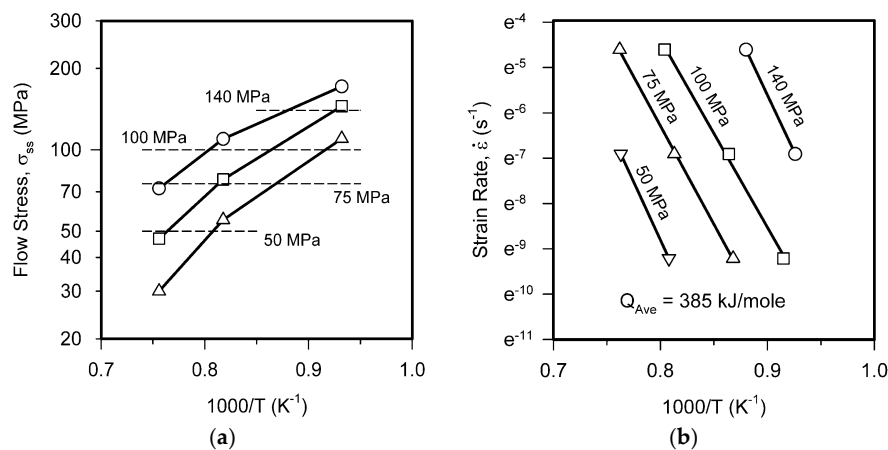 300
200
100
70
50
40
30
20
Flow Stress, σss (MPa)
140 MPa
100 MPa
75 MPa
50 MPa
0.7
0.8
0.9
1.0
1000/T (K-1)
(a)
e-4
e-5
e-6
e-7
e-8
e-9
e-10
e-11
Strain Rate, ε̇ (s-1)
50 MPa
75 MPa
100 MPa
140 MPa
QAve = 385 kJ/mole
0.7
0.8
0.9
1.0
1000/T (K-1)
(b)